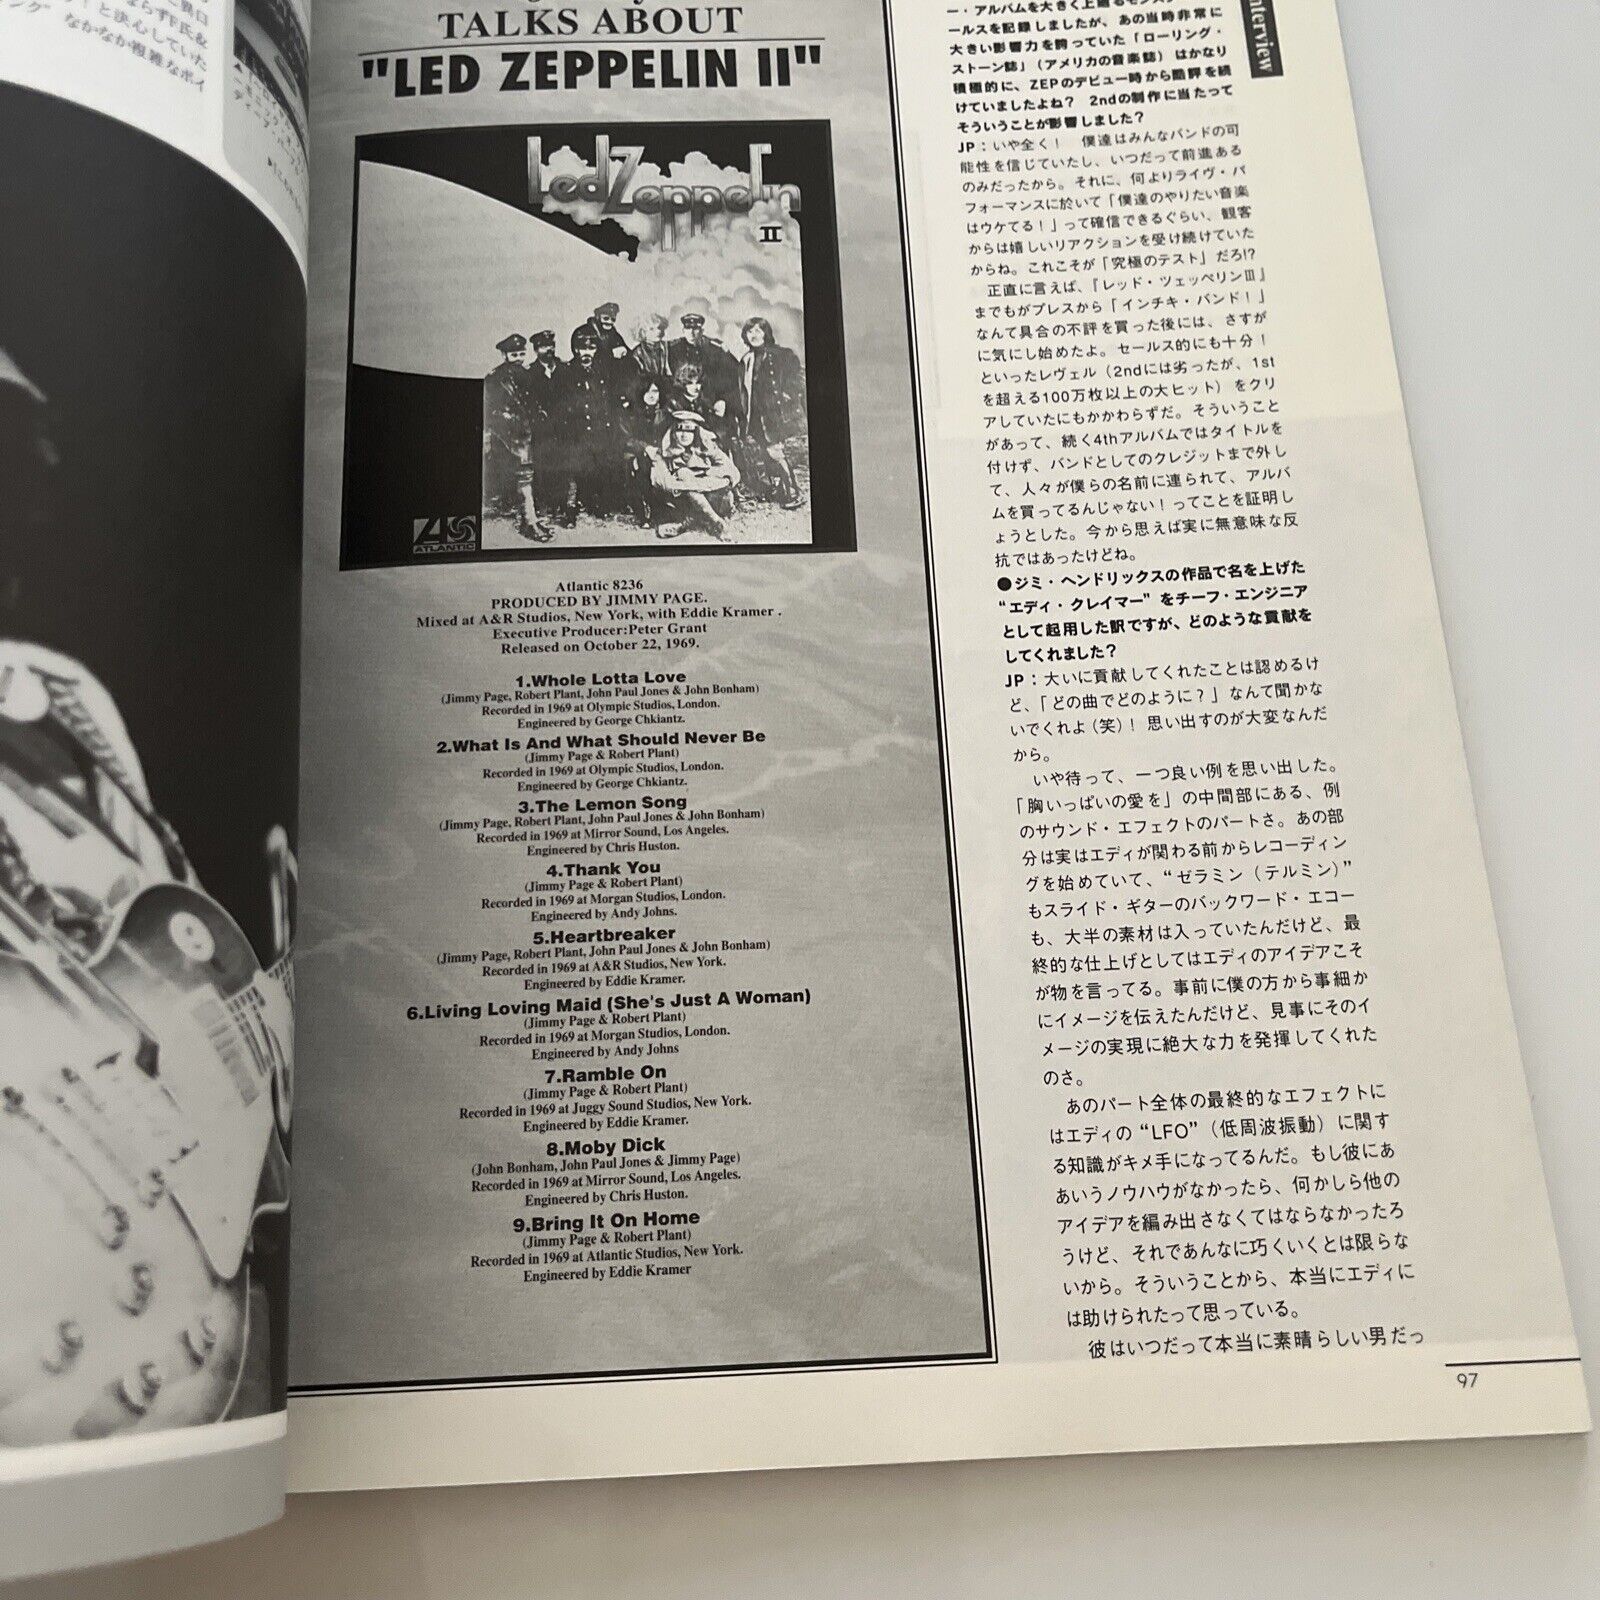 TALKS ABOUT
"LED ZEPPELIN II"
Led Zeppelin
II
ATLANTIC
Atlantic 8236
PRODUCED BY JIMMY PAGE.
Mixed at A&R Studios, New York, with Eddie Kramer .
Executive Producer:Peter Grant
Released on October 22, 1969.
1.Whole Lotta Love
(Jimmy Page, Robert Plant, John Paul Jones & John Bonham)
Recorded in 1969 at Olympic Studios, London.
Engineered by George Chkiantz.
2.What Is And What Should Never Be
(Jimmy Page & Robert Plant)
Recorded in 1969 at Olympic Studios, London.
Engineered by George Chkiantz.
3.The Lemon Song
(Jimmy Page, Robert Plant, John Paul Jones & John Bonham)
Recorded in 1969 at Mirror Sound, Los Angeles.
Engineered by Chris Huston.
4.Thank You
(Jimmy Page & Robert Plant)
Recorded in 1969 at Morgan Studios, London.
Engineered by Andy Johns.
5.Heartbreaker
(Jimmy Page, Robert Plant, John Paul Jones & John Bonham)
Recorded in 1969 at A&R Studios, New York.
Engineered by Eddie Kramer.
6.Living Loving Maid (She's Just A Woman)
(Jimmy Page & Robert Plant)
Recorded in 1969 at Morgan Studios, London.
Engineered by Andy Johns
7.Ramble On
(Jimmy Page & Robert Plant)
Recorded in 1969 at Juggy Sound Studios, New York.
Engineered by Eddie Kramer.
8.Moby Dick
(John Bonham, John Paul Jones & Jimmy Page)
Recorded in 1969 at Mirror Sound, Los Angeles.
Engineered by Chris Huston.
9.Bring It On Home
(Jimmy Page & Robert Plant)
Recorded in 1969 at Atlantic Studios, New York.
Engineered by Eddie Kramer
nterview
ールスを記録しましたが、あの当時非常に
大きい影響力を誇っていた「ローリング・
ストーン誌」(アメリカの音楽誌) はかなり
積極的に、ZEPのデビュー時から酷評を続
けていましたよね? 2ndの制作に当たって
そういうことが影響しました?
JP：いや全く! 僕達はみんなバンドの可
能性を信じていたし、いつだって前進ある
のみだったから。それに、何よりライヴ・パ
フォーマンスに於いて「僕達のやりたい音楽
はウケてる!」って確信できるぐらい、観客
からは嬉しいリアクションを受け続けていた
からね。これこそが「究極のテスト」だろ!?
正直に言えば、『レッド・ツェッペリンⅢ』
までもがプレスから「インチキ・バンド!」
なんて具合の不評を買った後には、さすが
に気にし始めたよ。セールス的にも十分!
といったレヴェル (2ndには劣ったが、1st
を超える100万枚以上の大ヒット) をクリ
アしていたにもかかわらずだ。そういうこと
があって、続く4thアルバムではタイトルを
付けず、バンドとしてのクレジットまで外し
て、人々が僕らの名前に連られて、アルバ
ムを買ってるんじゃない! ってことを証明し
ようとした。今から思えば実に無意味な反
抗ではあったけどね。
●ジミ・ヘンドリックスの作品で名を上げた
“エディ・クレイマー” をチーフ・エンジニア
として起用した訳ですが、どのような貢献を
してくれました?
JP：大いに貢献してくれたことは認めるけ
ど、「どの曲でどのように?」なんて聞かな
いでくれよ (笑)! 思い出すのが大変なんだ
から。
いや待って、一つ良い例を思い出した。
「胸いっぱいの愛を」の中間部にある、例
のサウンド・エフェクトのパートさ。あの部
分は実はエディが関わる前からレコーディン
グを始めていて、“ゼラミン (テルミン)”
もスライド・ギターのバックワード・エコー
も、大半の素材は入っていたんだけど、最
終的な仕上げとしてはエディのアイデアこそ
が物を言ってる。事前に僕の方から事細か
にイメージを伝えたんだけど、見事にそのイ
メージの実現に絶大な力を発揮してくれた
のさ。
あのパート全体の最終的なエフェクトに
はエディの “LFO” (低周波振動) に関す
る知識がキメ手になってるんだ。もし彼にあ
あいうノウハウがなかったら、何かしら他の
アイデアを編み出さなくてはならなかったろ
うけど、それであんなに巧くいくとは限らな
いから。そういうことから、本当にエディに
は助けられたって思っている。
彼はいつだって本当に素晴らしい男だっ
97